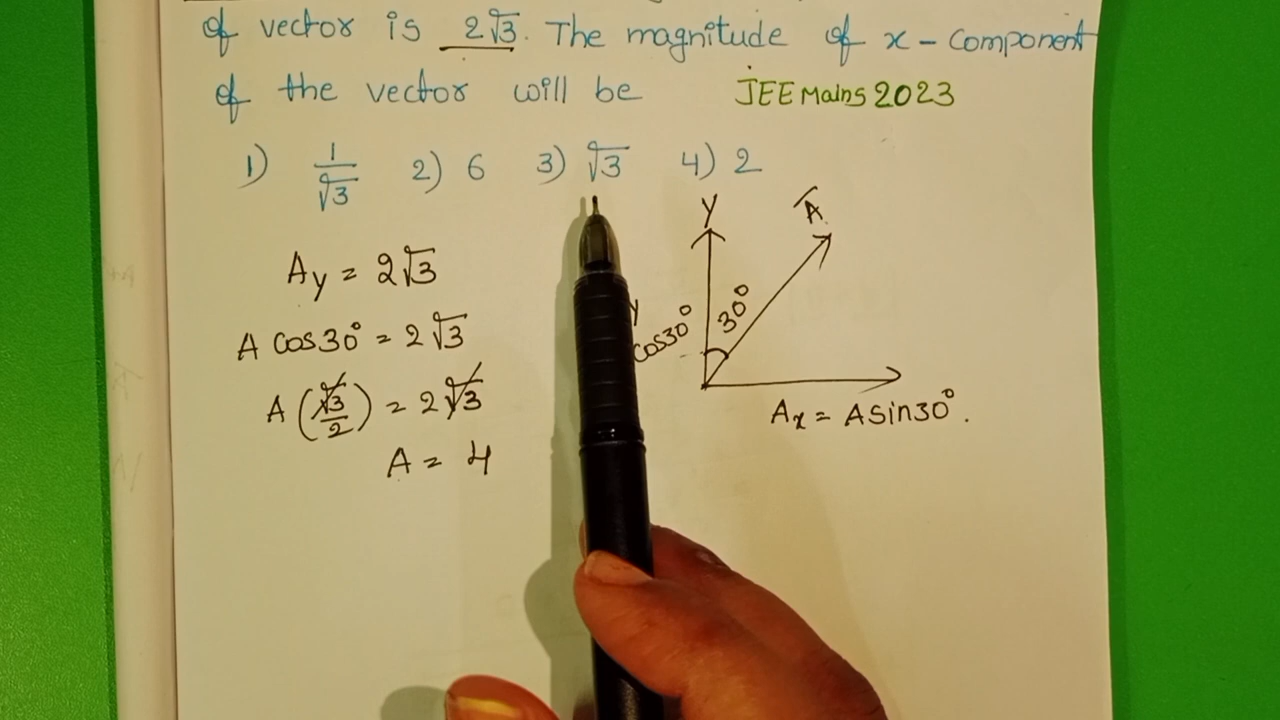 of vector is 2√3. The magnitude of x - component
of the vector will be JEE Mains 2023
1) 1/√3 2) 6 3) √3 4) 2
Y A
Ay = 2√3
A cos30° = 2√3
cos30° 30°
A (√3/2) = 2√3
Ax = A sin30°.
A = 4